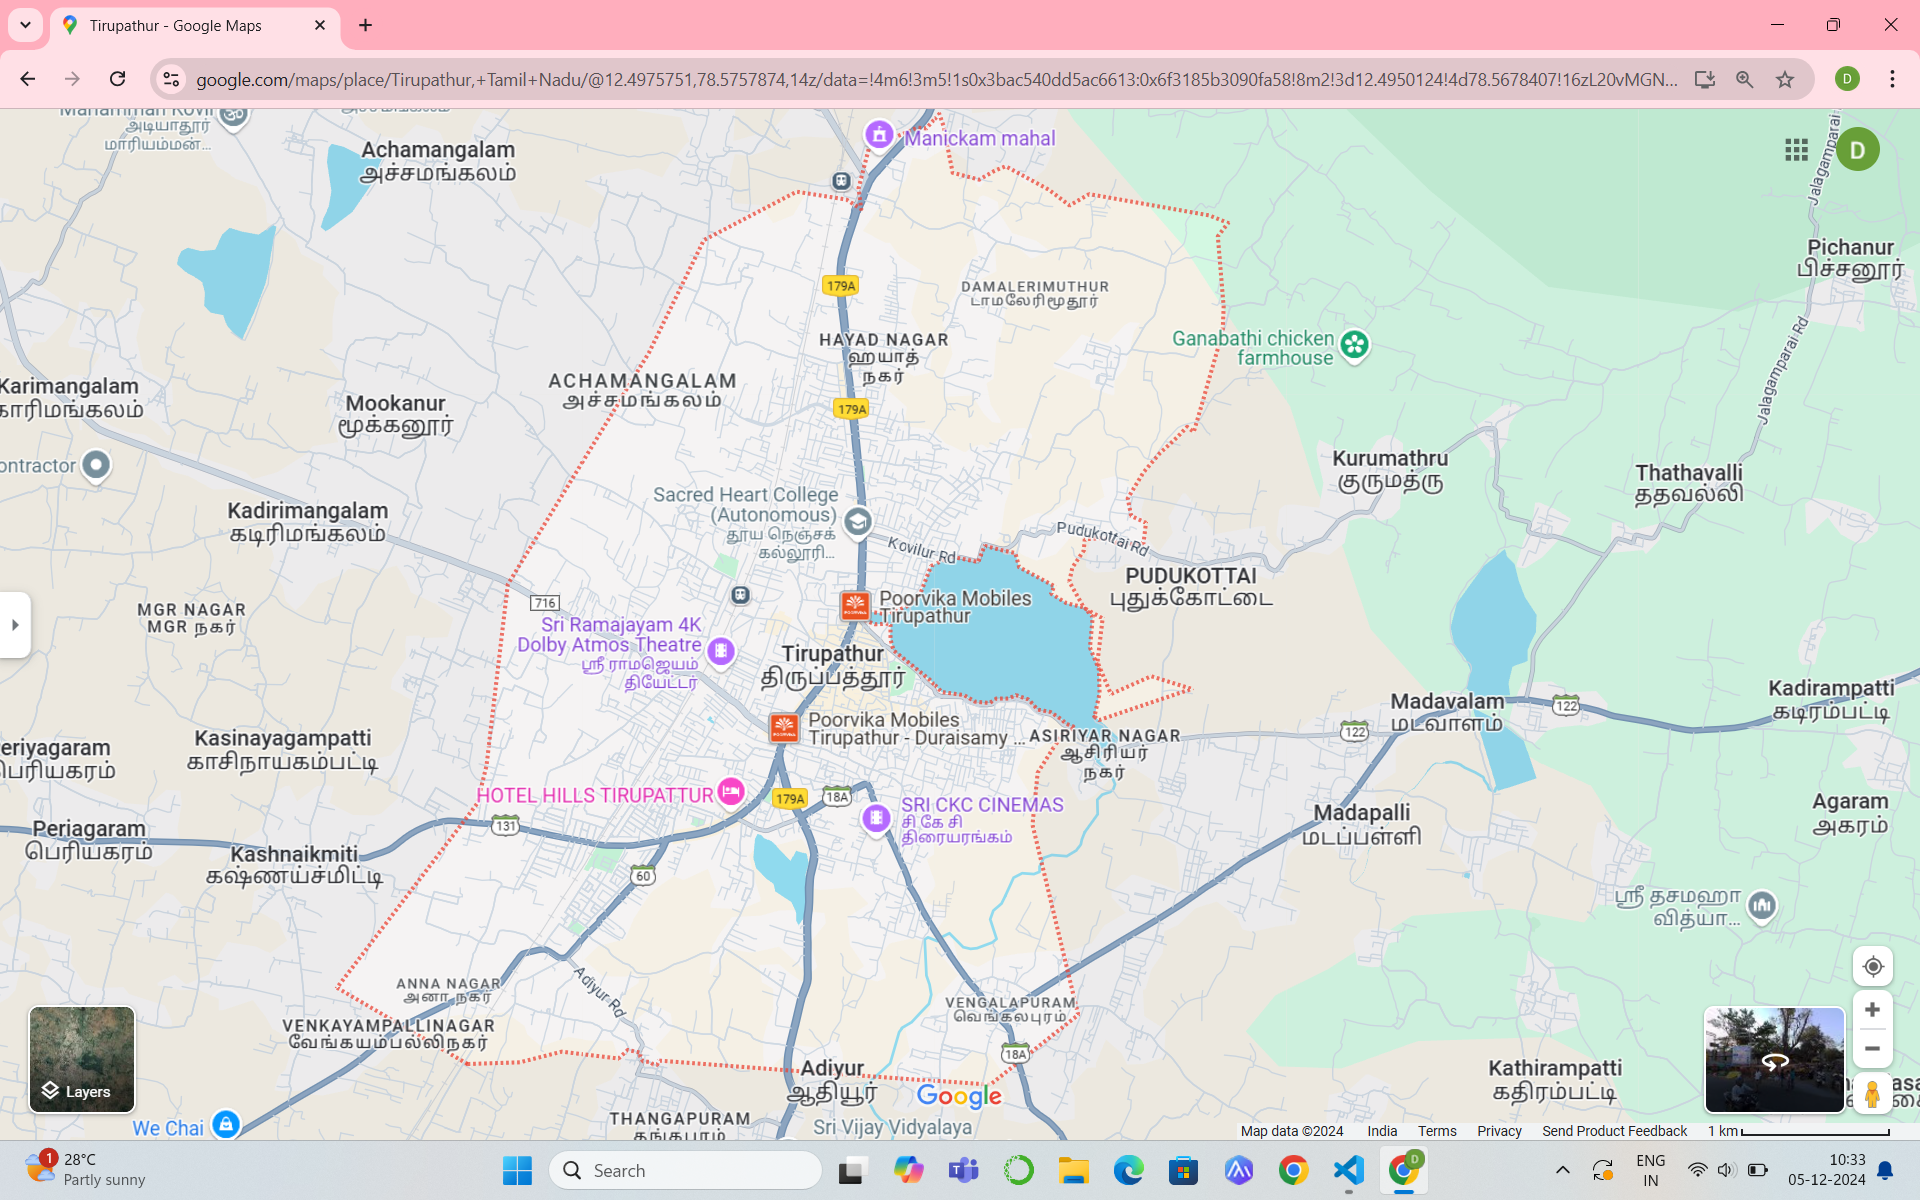 Tirupathur - Google Maps
google.com/maps/place/Tirupathur,+Tamil+Nadu/@12.4975751,78.5757874,14z/data=!4m6!3m5!1s0x3bac540dd5ac6613:0x6f3185b3090fa58!8m2!3d12.4950124!4d78.5678407!16zL20vMGN...
D
அடியாதூர்
மாரியம்மன்...
Achamangalam
அச்சமங்கலம்
Manickam mahal
D
Jalagamparai
Pichanur
பிச்சனூர்
179A
DAMALERIMUTHUR
டாமலேரிமுதூர்
HAYAD NAGAR
ஹயாத்
நகர்
Ganabathi chicken
farmhouse
Jalagamparai Rd
Karimangalam
காரிமங்கலம்
Mookanur
மூக்கனூர்
ACHAMANGALAM
அச்சமங்கலம்
179A
ontractor
Kurumathru
குருமத்ரு
Thathavalli
ததவல்லி
Kadirimangalam
கடிரிமங்கலம்
Sacred Heart College
(Autonomous)
தூய நெஞ்சக்
கல்லூரி...
Kovilur Rd
Pudukottai Rd
PUDUKOTTAI
புதுக்கோட்டை
MGR NAGAR
MGR நகர்
716
Poorvika Mobiles
Tirupathur
Sri Ramajayam 4K
Dolby Atmos Theatre
ஸ்ரீ ராமஜெயம்
தியேட்டர்
Tirupathur
திருப்பத்தூர்
Madavalam
மடவாளம்
122
Kadirampatti
கடிரம்பட்டி
122
eriyagaram
பெரியகரம்
Kasinayagampatti
காசிநாயகம்பட்டி
Poorvika Mobiles
Tirupathur - Duraisamy ...
ASIRIYAR NAGAR
ஆசிரியர்
நகர்
HOTEL HILLS TIRUPATTUR
179A
18A
SRI CKC CINEMAS
சி கே சி
திரையரங்கம்
Madapalli
மடப்பள்ளி
Agaram
அகரம்
131
Periagaram
பெரியகரம்
Kashnaikmiti
கஷ்ணய்ச்மிட்டி
60
ஸ்ரீ தசமஹா
வித்யா...
ANNA NAGAR
அனா நகர்
Adiyur Rd
VENGALAPURAM
வெங்கலபுரம்
VENKAYAMPALLINAGAR
வேங்கயம்பல்லிநகர்
18A
Adiyur
ஆதியூர்
Google
Kathirampatti
கதிரம்பட்டி
Layers
THANGAPURAM
We Chai
Sri Vijay Vidyalaya
Map data ©2024 India Terms Privacy Send Product Feedback 1 km
1
28°C
Partly sunny
Search
D
ENG
IN
10:33
05-12-2024